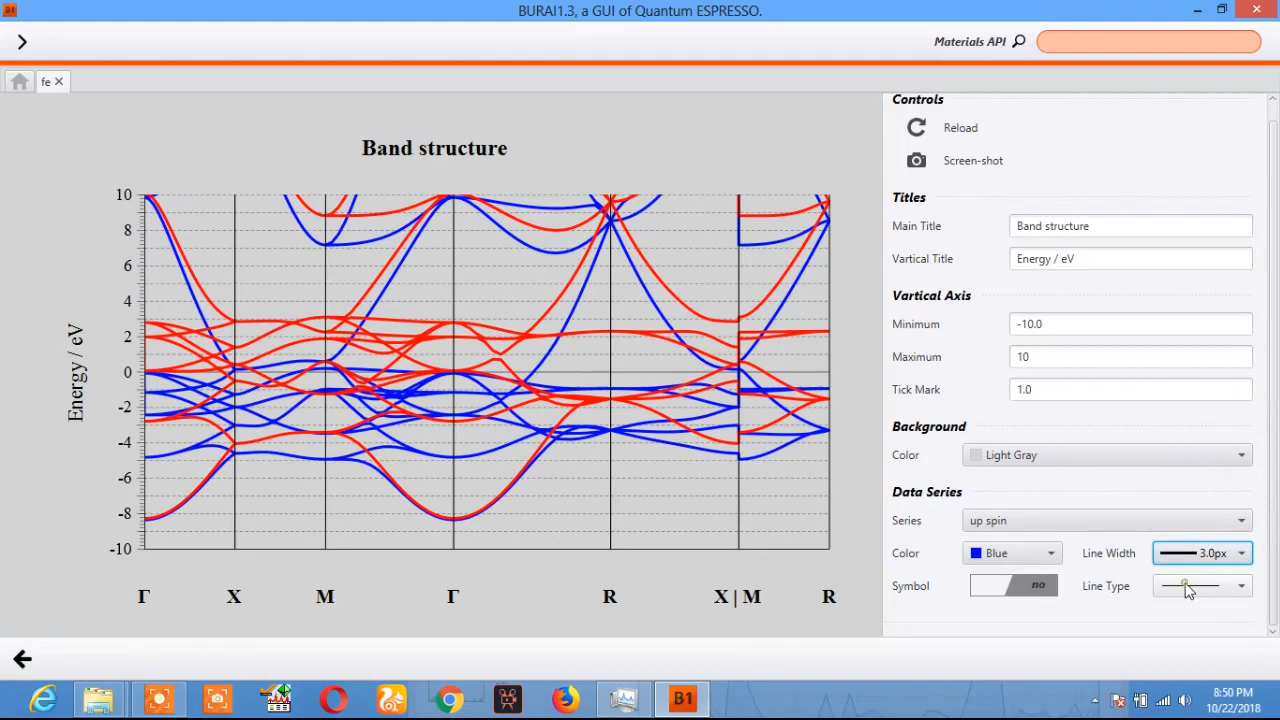 B1
BURAI1.3, a GUI of Quantum ESPRESSO.
Materials API
fe
Band structure
Energy / eV
10
8
6
4
2
0
-2
-4
-6
-8
-10
Γ X M Γ R X | M R
Controls
Reload
Screen-shot
Titles
Main Title Band structure
Vartical Title Energy / eV
Vartical Axis
Minimum -10.0
Maximum 10
Tick Mark 1.0
Background
Color Light Gray
Data Series
Series up spin
Color Blue Line Width 3.0px
Symbol no Line Type
B1
8:50 PM
10/22/2018